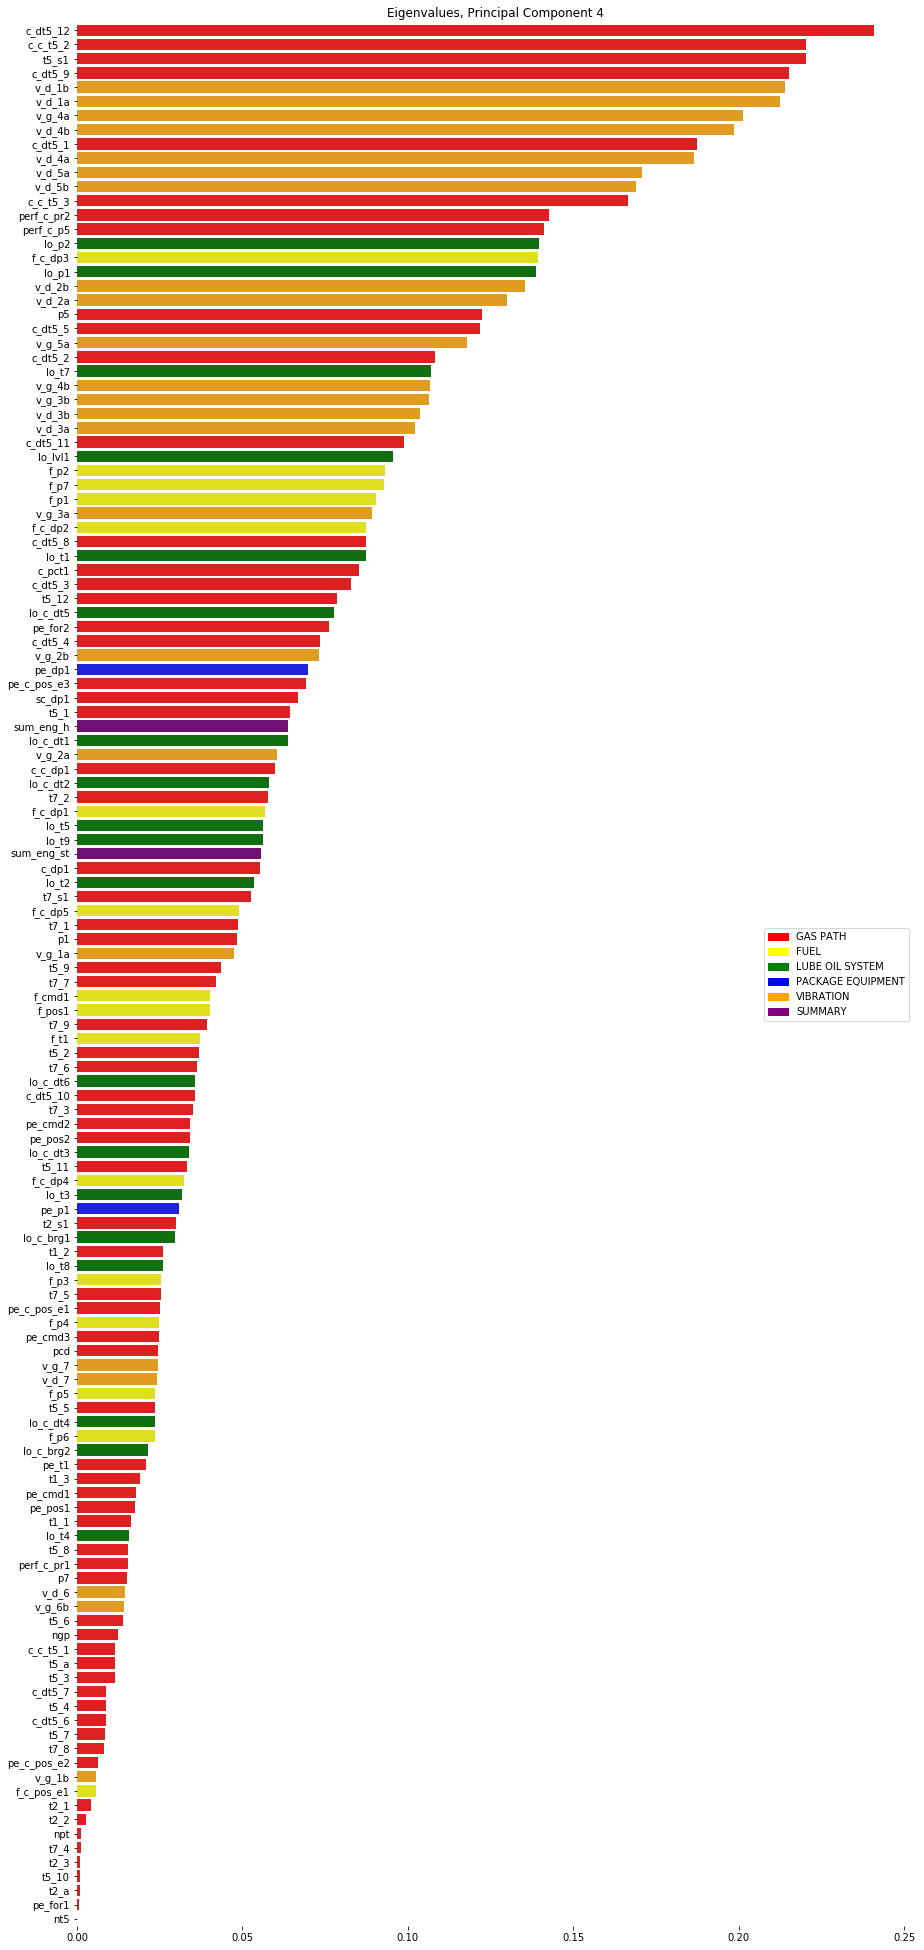 Eigenvalues, Principal Component 4
c_dt5_12
c_c_t5_2
t5_s1
c_dt5_9
v_d_1b
v_d_1a
v_g_4a
v_d_4b
c_dt5_1
v_d_4a
v_d_5a
v_d_5b
c_c_t5_3
perf_c_pr2
perf_c_p5
lo_p2
f_c_dp3
lo_p1
v_d_2b
v_d_2a
p5
c_dt5_5
v_g_5a
c_dt5_2
lo_t7
v_g_4b
v_g_3b
v_d_3b
v_d_3a
c_dt5_11
lo_lvl1
f_p2
f_p7
f_p1
v_g_3a
f_c_dp2
c_dt5_8
lo_t1
c_pct1
c_dt5_3
t5_12
lo_c_dt5
pe_for2
c_dt5_4
v_g_2b
pe_dp1
pe_c_pos_e3
sc_dp1
t5_1
sum_eng_h
lo_c_dt1
v_g_2a
c_c_dp1
lo_c_dt2
t7_2
f_c_dp1
lo_t5
lo_t9
sum_eng_st
c_dp1
lo_t2
t7_s1
f_c_dp5
t7_1
p1
v_g_1a
t5_9
t7_7
f_cmd1
f_pos1
t7_9
f_t1
t5_2
t7_6
lo_c_dt6
c_dt5_10
t7_3
pe_cmd2
pe_pos2
lo_c_dt3
t5_11
f_c_dp4
lo_t3
pe_p1
t2_s1
lo_c_brg1
t1_2
lo_t8
f_p3
t7_5
pe_c_pos_e1
f_p4
pe_cmd3
pcd
v_g_7
v_d_7
f_p5
t5_5
lo_c_dt4
f_p6
lo_c_brg2
pe_t1
t1_3
pe_cmd1
pe_pos1
t1_1
lo_t4
t5_8
perf_c_pr1
p7
v_d_6
v_g_6b
t5_6
ngp
c_c_t5_1
t5_a
t5_3
c_dt5_7
t5_4
c_dt5_6
t5_7
t7_8
pe_c_pos_e2
v_g_1b
f_c_pos_e1
t2_1
t2_2
npt
t7_4
t2_3
t5_10
t2_a
pe_for1
nt5
0.00 0.05 0.10 0.15 0.20 0.25
GAS PATH
FUEL
LUBE OIL SYSTEM
PACKAGE EQUIPMENT
VIBRATION
SUMMARY